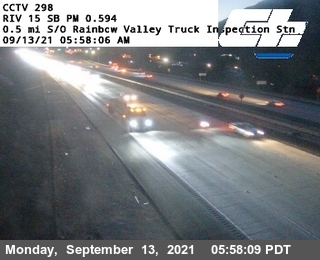 CCTV 298
RIV 15 SB PM 0.594
0.5 mi S/O Rainbcw Valley Truck Inspection Stn
09/13/21 05:58:06 AM
Monday, September 13, 2021 05:58:09 PDT